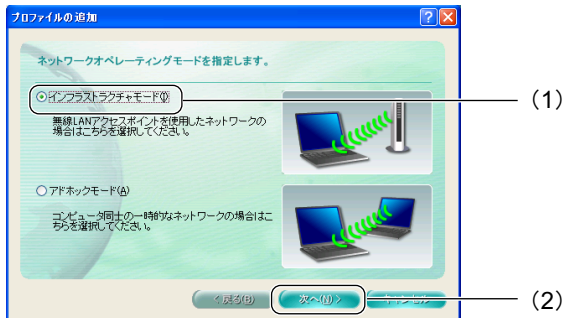 プロファイルの追加
ネットワークオペレーティングモードを指定します。
インフラストラクチャモード(I)
(1)
無線LANアクセスポイントを使用したネットワークの
場合はこちらを選択してください。
アドホックモード(A)
コンピュータ同士の一時的なネットワークの場合はこ
ちらを選択してください。
< 戻る(B)
次へ(N) >
キャンセル
(2)